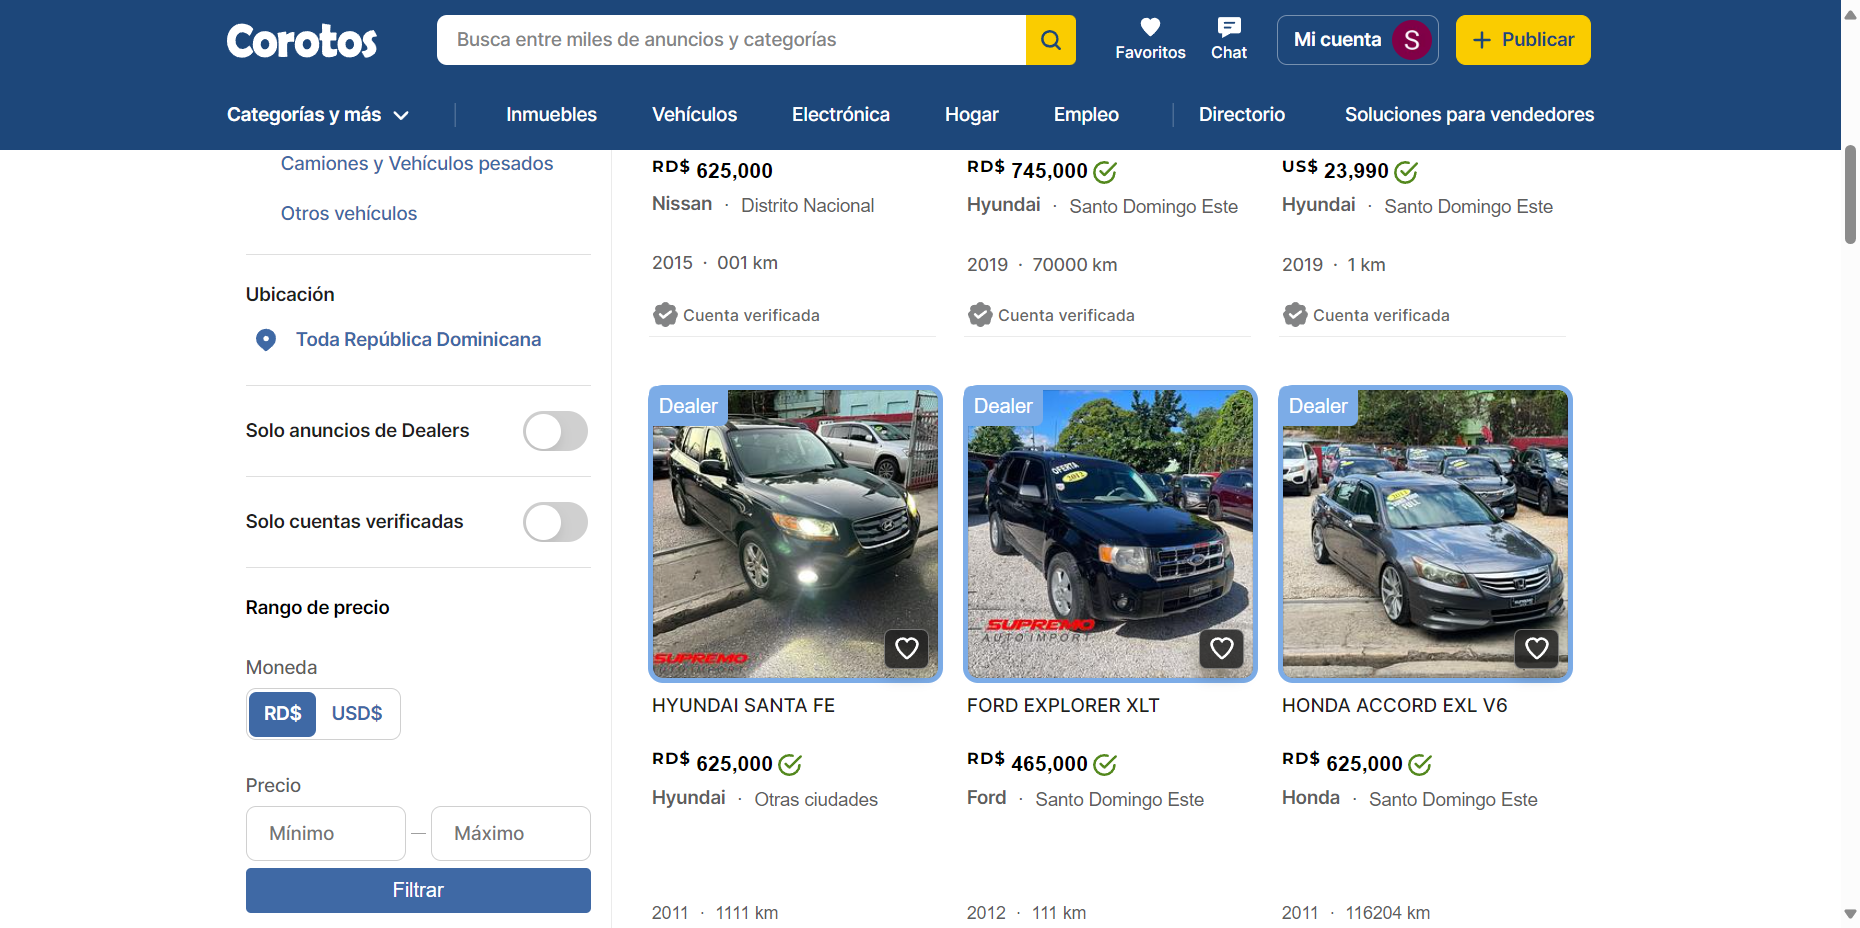 Corotos
Busca entre miles de anuncios y categorías
Favoritos
Chat
Mi cuenta S
+ Publicar
Categorías y más
Inmuebles
Vehículos
Electrónica
Hogar
Empleo
Directorio
Soluciones para vendedores
Camiones y Vehículos pesados
Otros vehículos
Ubicación
Toda República Dominicana
Solo anuncios de Dealers
Solo cuentas verificadas
Rango de precio
Moneda
RD$ USD$
Precio
Mínimo — Máximo
Filtrar
RD$ 625,000
Nissan · Distrito Nacional
2015 · 001 km
Cuenta verificada
RD$ 745,000
Hyundai · Santo Domingo Este
2019 · 70000 km
Cuenta verificada
US$ 23,990
Hyundai · Santo Domingo Este
2019 · 1 km
Cuenta verificada
Dealer
SUPREMO
AUTO IMPORT
HYUNDAI SANTA FE
RD$ 625,000
Hyundai · Otras ciudades
2011 · 1111 km
Dealer
OFERTA
2012
SUPREMO
AUTO IMPORT
FORD EXPLORER XLT
RD$ 465,000
Ford · Santo Domingo Este
2012 · 111 km
Dealer
HONDA ACCORD EXL V6
RD$ 625,000
Honda · Santo Domingo Este
2011 · 116204 km